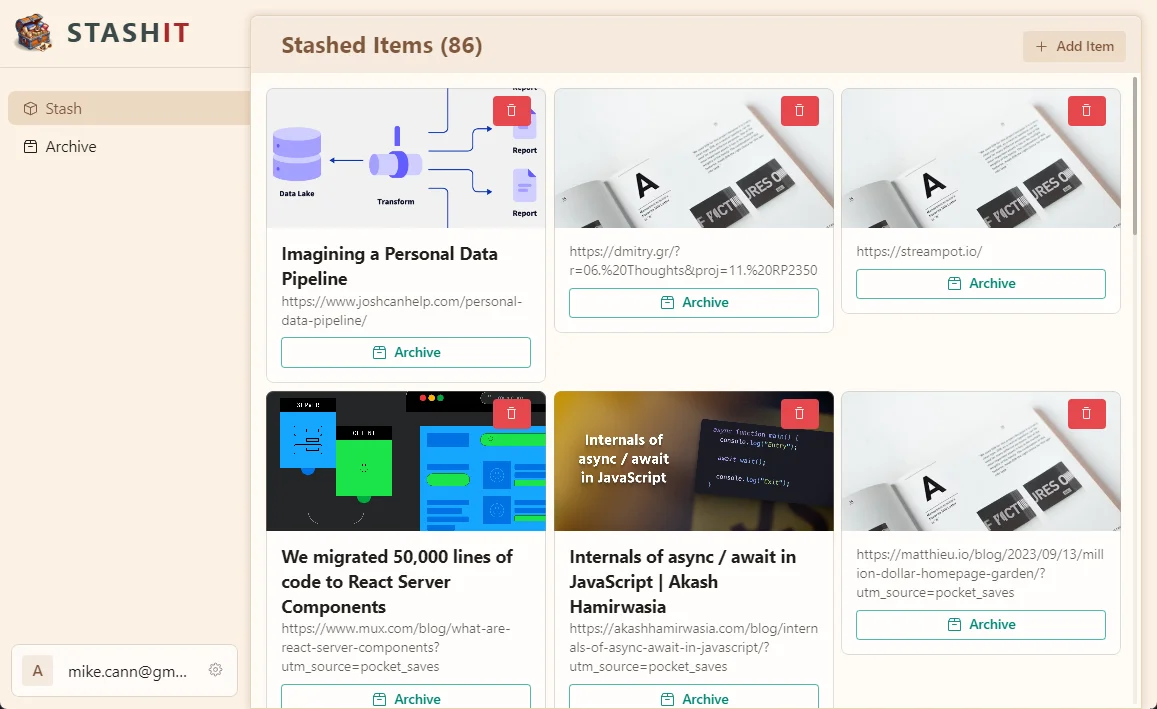 STASHIT
Stashed Items (86)
Add Item
Stash
Archive
Report
Report
Report
Data Lake
Transform
Imagining a Personal Data
Pipeline
https://www.joshcanhelp.com/personal-
data-pipeline/
Archive
A
https://dmitry.gr/?
r=06.%20Thoughts&proj=11.%20RP2350
Archive
A
https://streampot.io/
Archive
SERVER
CLIENT
We migrated 50,000 lines of
code to React Server
Components
https://www.mux.com/blog/what-are-
react-server-components?
utm_source=pocket_saves
Archive
Internals of
async / await
in JavaScript
async function main() {
console.log("Entry");
await wait();
console.log("Exit");
}
Internals of async / await in
JavaScript | Akash
Hamirwasia
https://akashhamirwasia.com/blog/intern
als-of-async-await-in-javascript/?
utm_source=pocket_saves
Archive
A
https://matthieu.io/blog/2023/09/13/mill
ion-dollar-homepage-garden/?
utm_source=pocket_saves
Archive
A
mike.cann@gm...